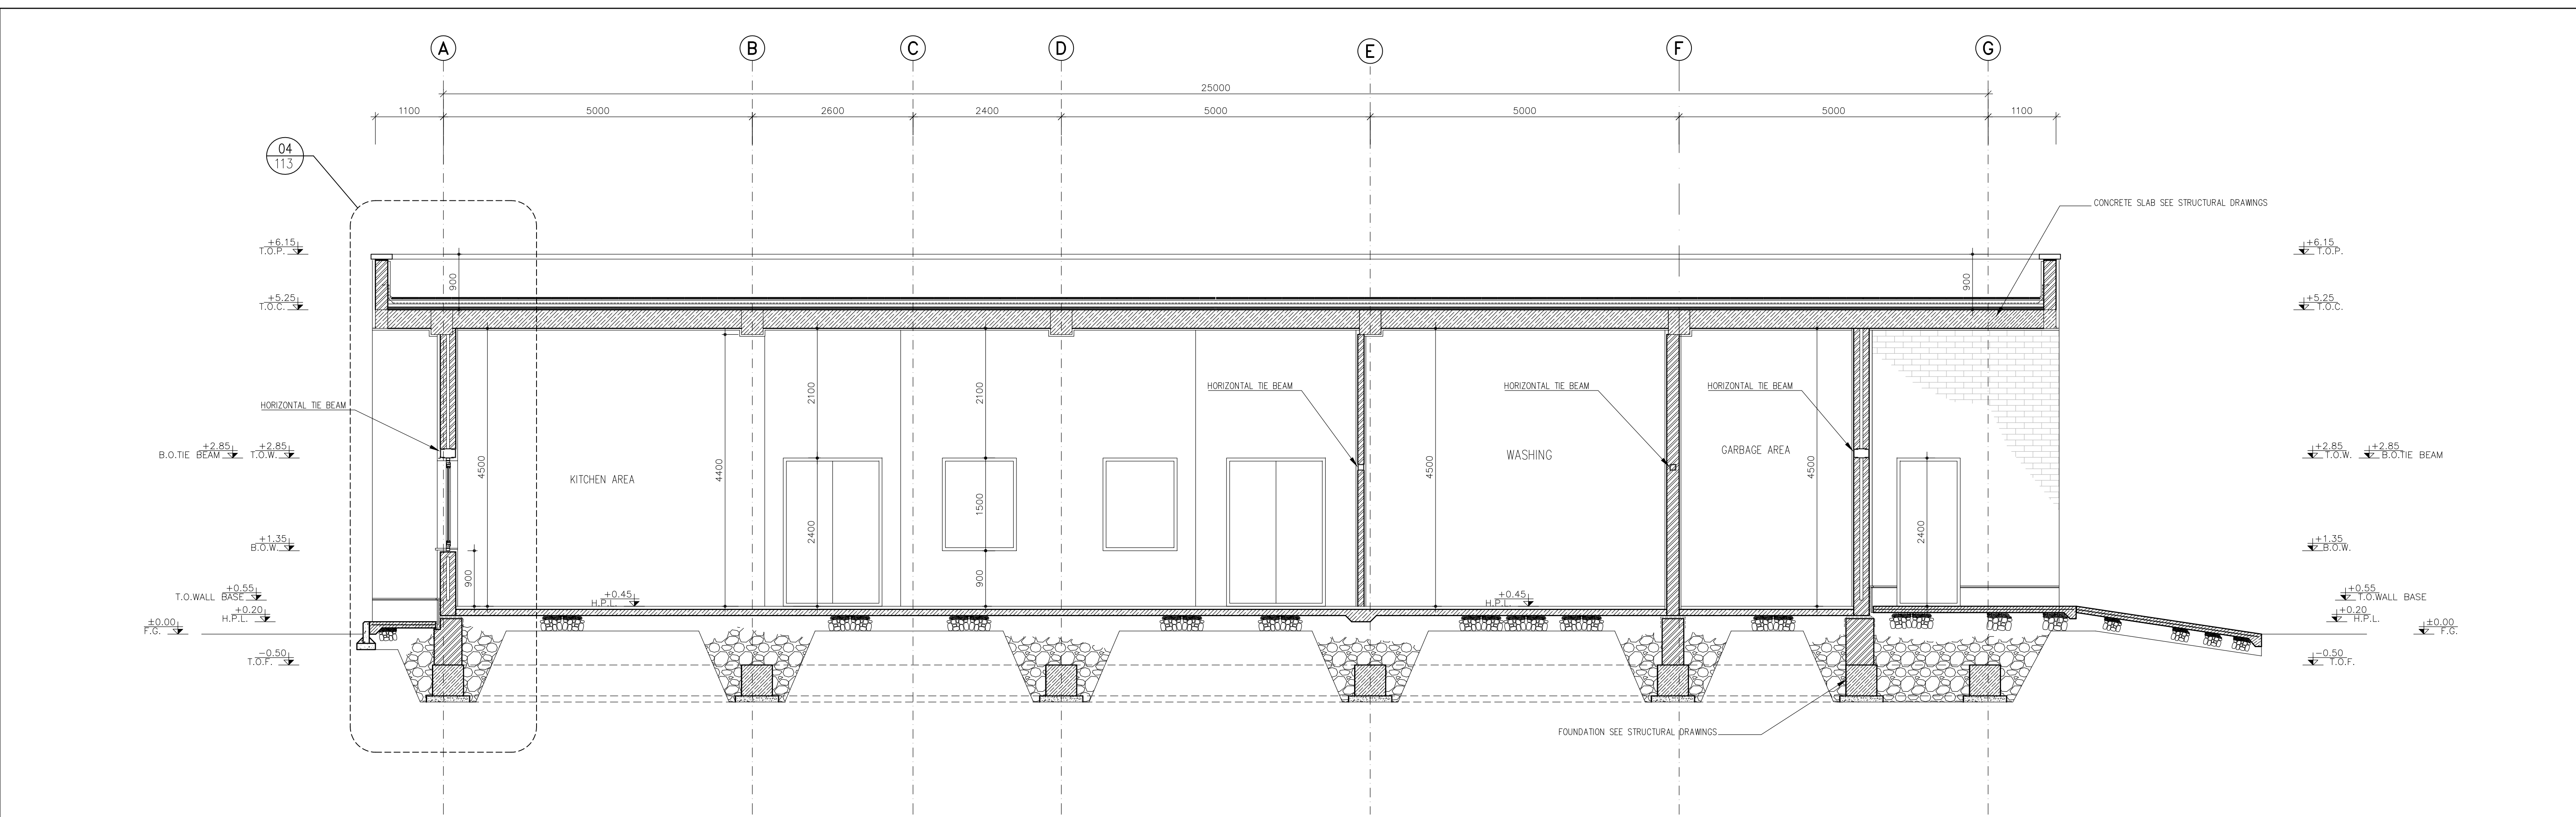 A B C D E F G
25000
1100 5000 2600 2400 5000 5000 5000 1100
04
113
CONCRETE SLAB SEE STRUCTURAL DRAWINGS
+6.15
T.O.P.
900
900
+6.15
T.O.P.
+5.25
T.O.C.
+5.25
T.O.C.
HORIZONTAL TIE BEAM
HORIZONTAL TIE BEAM
HORIZONTAL TIE BEAM
HORIZONTAL TIE BEAM
2100
2100
+2.85
B.O.TIE BEAM
+2.85
T.O.W.
4500
KITCHEN AREA
4400
WASHING
4500
GARBAGE AREA
4500
+2.85
T.O.W.
+2.85
B.O.TIE BEAM
2400
1500
2400
+1.35
B.O.W.
900
900
+1.35
B.O.W.
+0.55
T.O.WALL BASE
+0.45
H.P.L.
+0.45
H.P.L.
+0.55
T.O.WALL BASE
+0.20
H.P.L.
+0.20
H.P.L.
±0.00
F.G.
±0.00
F.G.
-0.50
T.O.F.
-0.50
T.O.F.
FOUNDATION SEE STRUCTURAL DRAWINGS